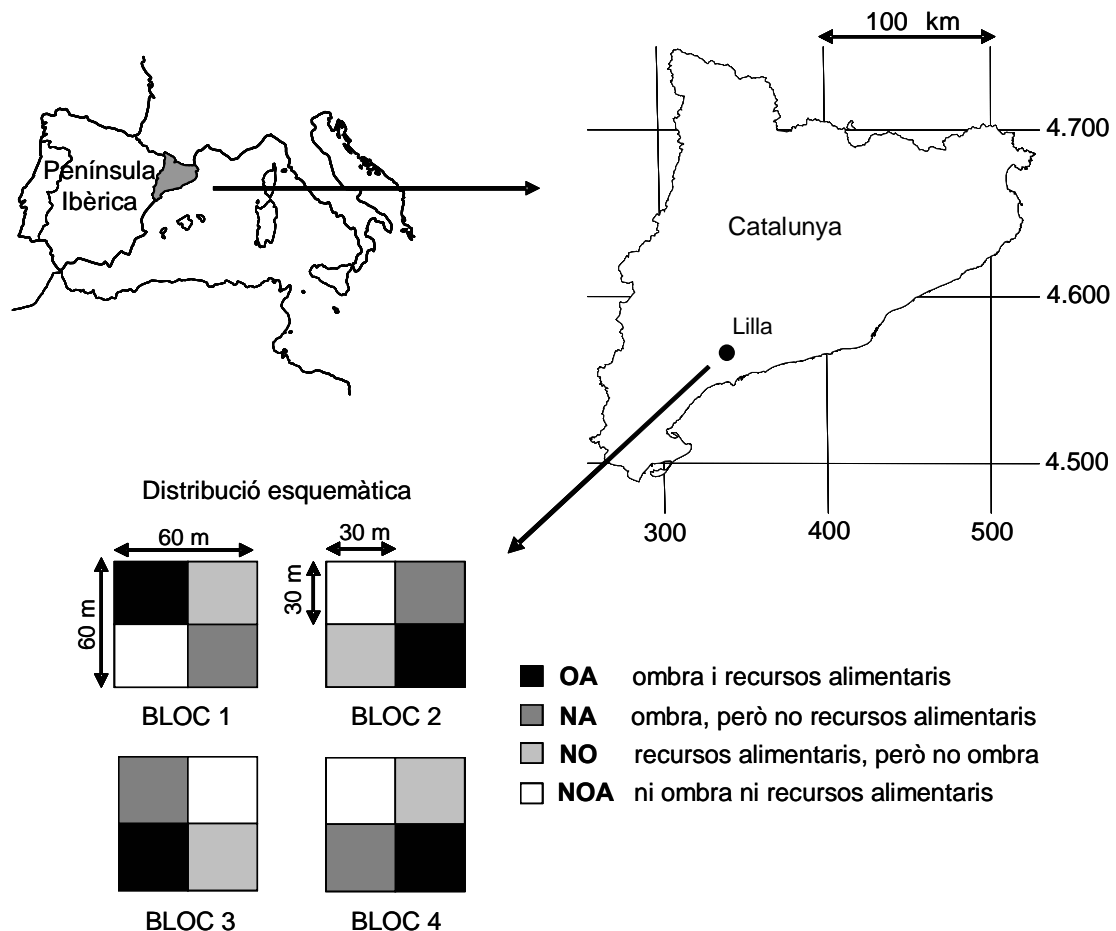 100 km
4.700
Península
Ibèrica
Catalunya
4.600
Lilla
4.500
300 400 500
Distribució esquemàtica
60 m
30 m
60 m
30 m
BLOC 1
BLOC 2
OA ombra i recursos alimentaris
NA ombra, però no recursos alimentaris
NO recursos alimentaris, però no ombra
NOA ni ombra ni recursos alimentaris
BLOC 3
BLOC 4